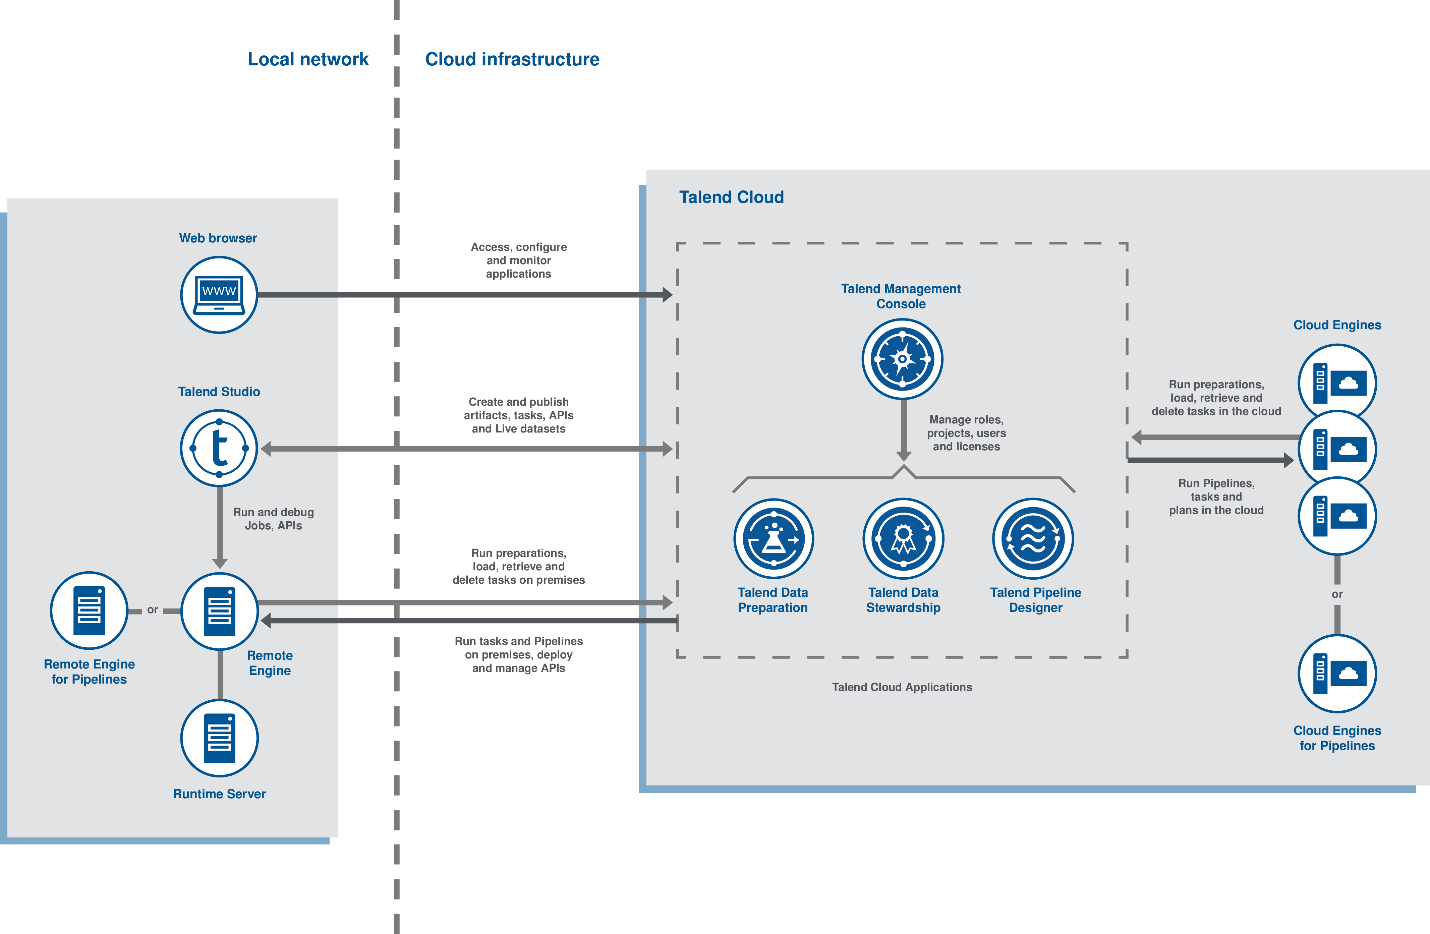 Local network
Cloud infrastructure
Talend Cloud
Web browser
WWW
Access, configure
and monitor
applications
Talend Management
Console
Cloud Engines
Talend Studio
t
Create and publish
artifacts, tasks, APIs
and Live datasets
Manage roles,
projects, users
and licenses
Run preparations,
load, retrieve and
delete tasks in the cloud
Run Pipelines,
tasks and
plans in the cloud
Run and debug
Jobs, APIs
Run preparations,
load, retrieve and
delete tasks on premises
Talend Data
Preparation
Talend Data
Stewardship
Talend Pipeline
Designer
or
or
Remote Engine
for Pipelines
Remote
Engine
Run tasks and Pipelines
on premises, deploy
and manage APIs
Talend Cloud Applications
Cloud Engines
for Pipelines
Runtime Server